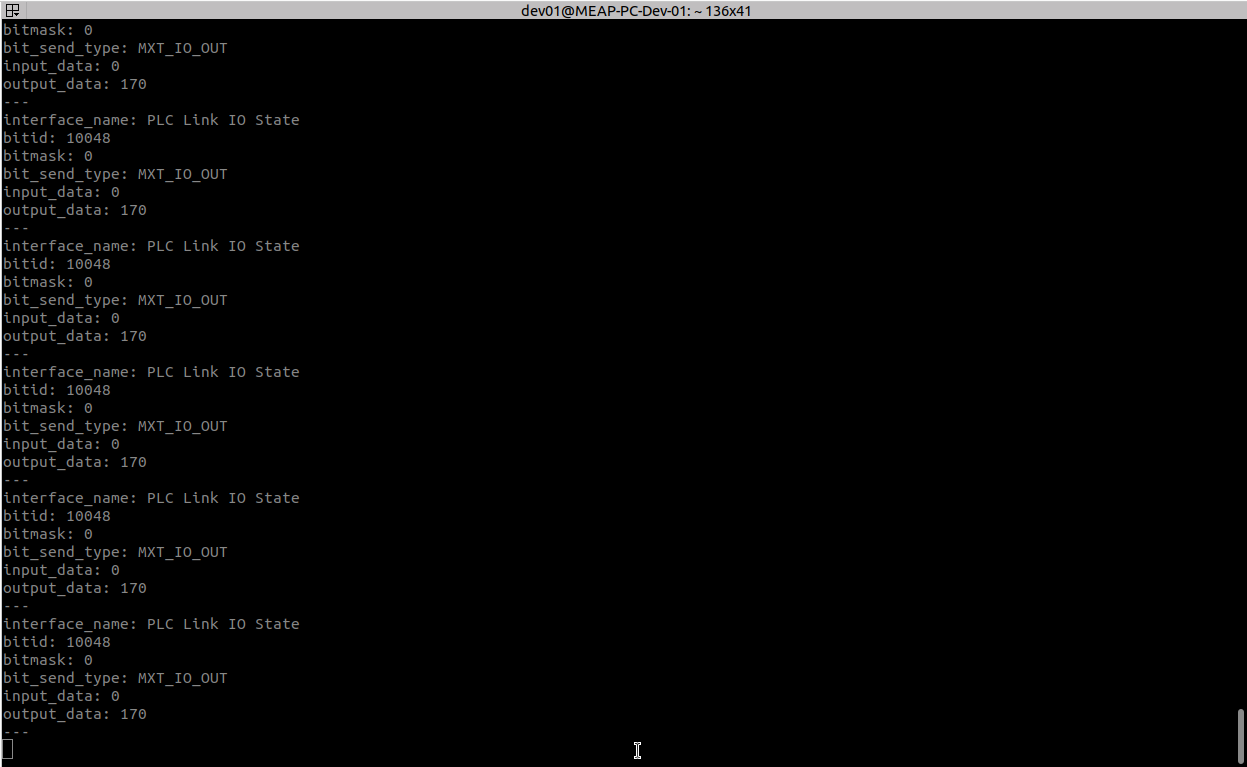 dev01@MEAP-PC-Dev-01: ~ 136x41
bitmask: 0
bit_send_type: MXT_IO_OUT
input_data: 0
output_data: 170
---
interface_name: PLC Link IO State
bitid: 10048
bitmask: 0
bit_send_type: MXT_IO_OUT
input_data: 0
output_data: 170
---
interface_name: PLC Link IO State
bitid: 10048
bitmask: 0
bit_send_type: MXT_IO_OUT
input_data: 0
output_data: 170
---
interface_name: PLC Link IO State
bitid: 10048
bitmask: 0
bit_send_type: MXT_IO_OUT
input_data: 0
output_data: 170
---
interface_name: PLC Link IO State
bitid: 10048
bitmask: 0
bit_send_type: MXT_IO_OUT
input_data: 0
output_data: 170
---
interface_name: PLC Link IO State
bitid: 10048
bitmask: 0
bit_send_type: MXT_IO_OUT
input_data: 0
output_data: 170
---